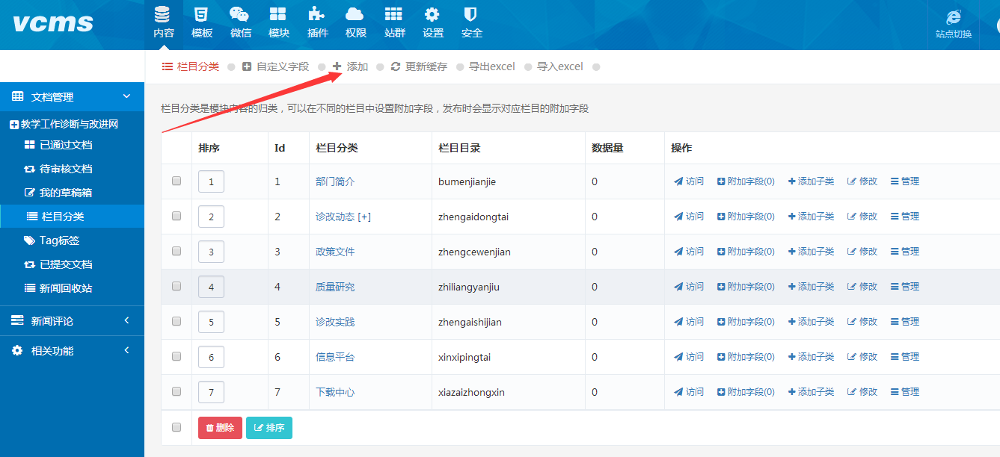 vcms
内容 模板 微信 模块 插件 权限 站群 设置 安全 站点切换
栏目分类 自定义字段 添加 更新缓存 导出excel 导入excel
文档管理
教学工作诊断与改进网
已通过文档
待审核文档
我的草稿箱
栏目分类
Tag标签
已提交文档
新闻回收站
新闻评论
相关功能
栏目分类是模块内容的归类，可以在不同的栏目中设置附加字段，发布时会显示对应栏目的附加字段
排序 Id 栏目分类 栏目目录 数据量 操作
1 1 部门简介 bumenjianjie 0 访问 附加字段(0) 添加子类 修改 管理
2 2 诊改动态 [+] zhengaidongtai 0 访问 附加字段(0) 添加子类 修改 管理
3 3 政策文件 zhengcewenjian 0 访问 附加字段(0) 添加子类 修改 管理
4 4 质量研究 zhiliangyanjiu 0 访问 附加字段(0) 添加子类 修改 管理
5 5 诊改实践 zhengaishijian 0 访问 附加字段(0) 添加子类 修改 管理
6 6 信息平台 xinxipingtai 0 访问 附加字段(0) 添加子类 修改 管理
7 7 下载中心 xiazaizhongxin 0 访问 附加字段(0) 添加子类 修改 管理
删除 排序